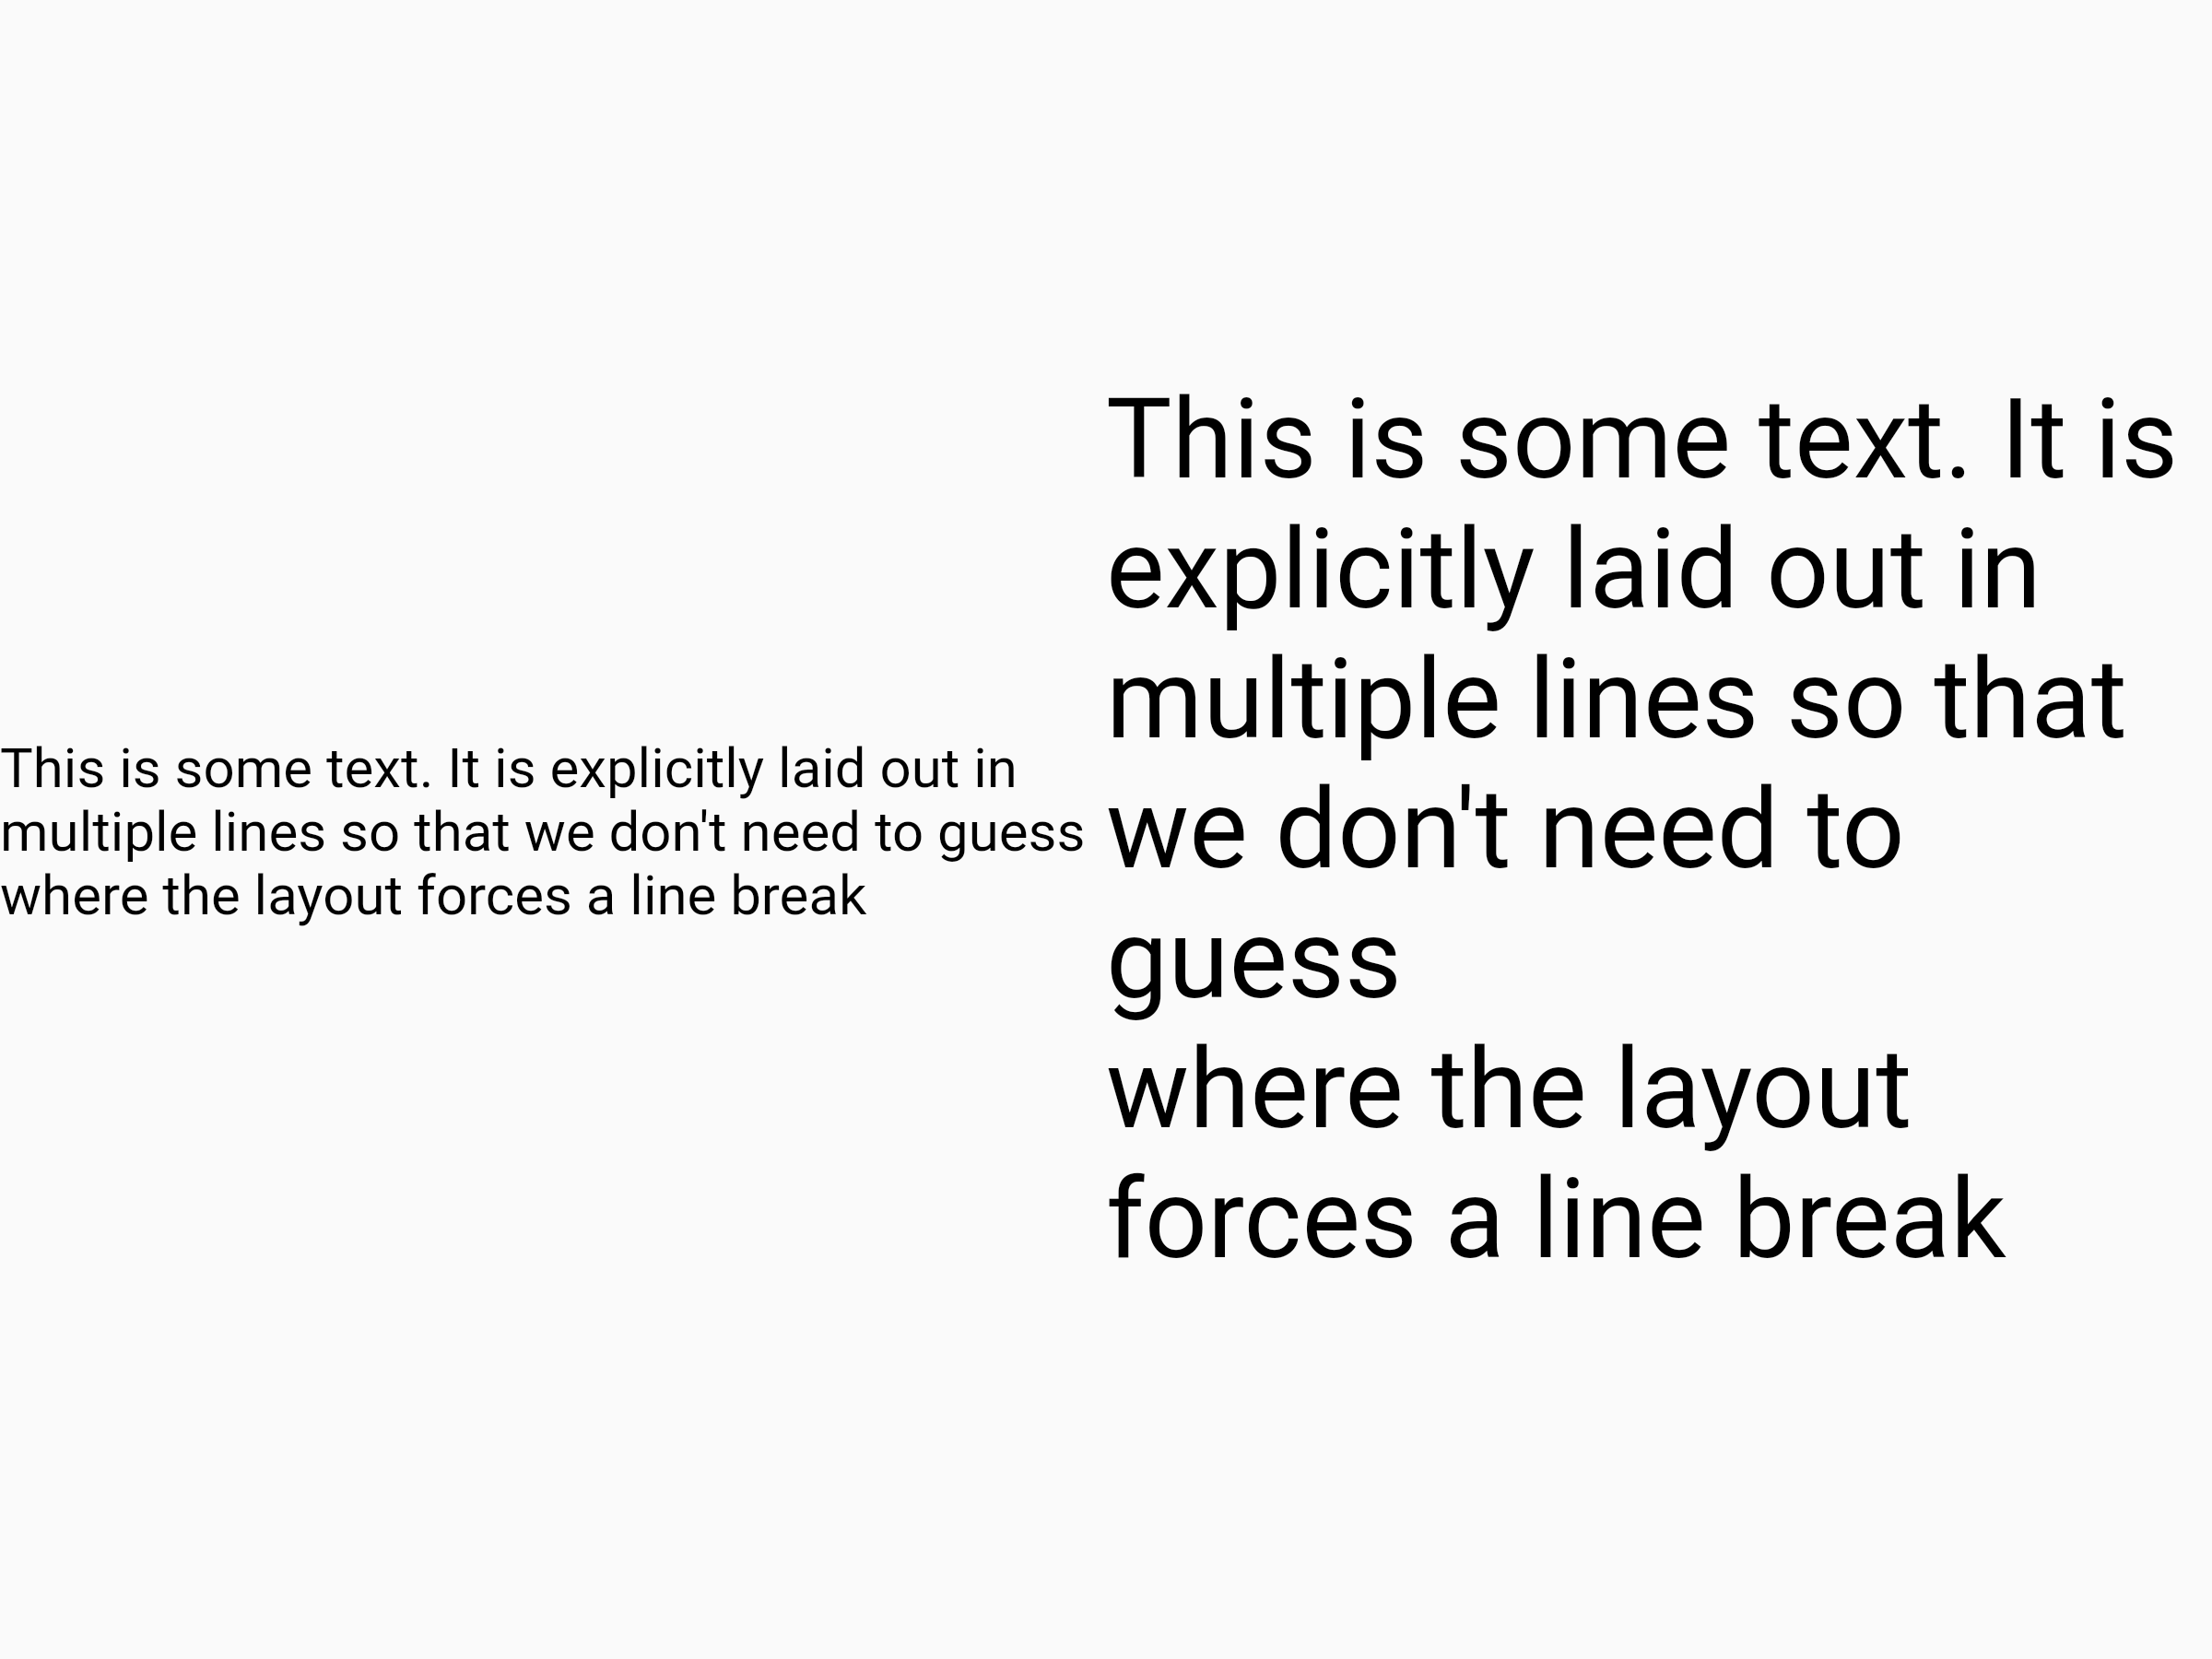 This is some text. It is explicitly laid out in
multiple lines so that we don't need to guess
where the layout forces a line break
This is some text. It is
explicitly laid out in
multiple lines so that
we don't need to
guess
where the layout
forces a line break